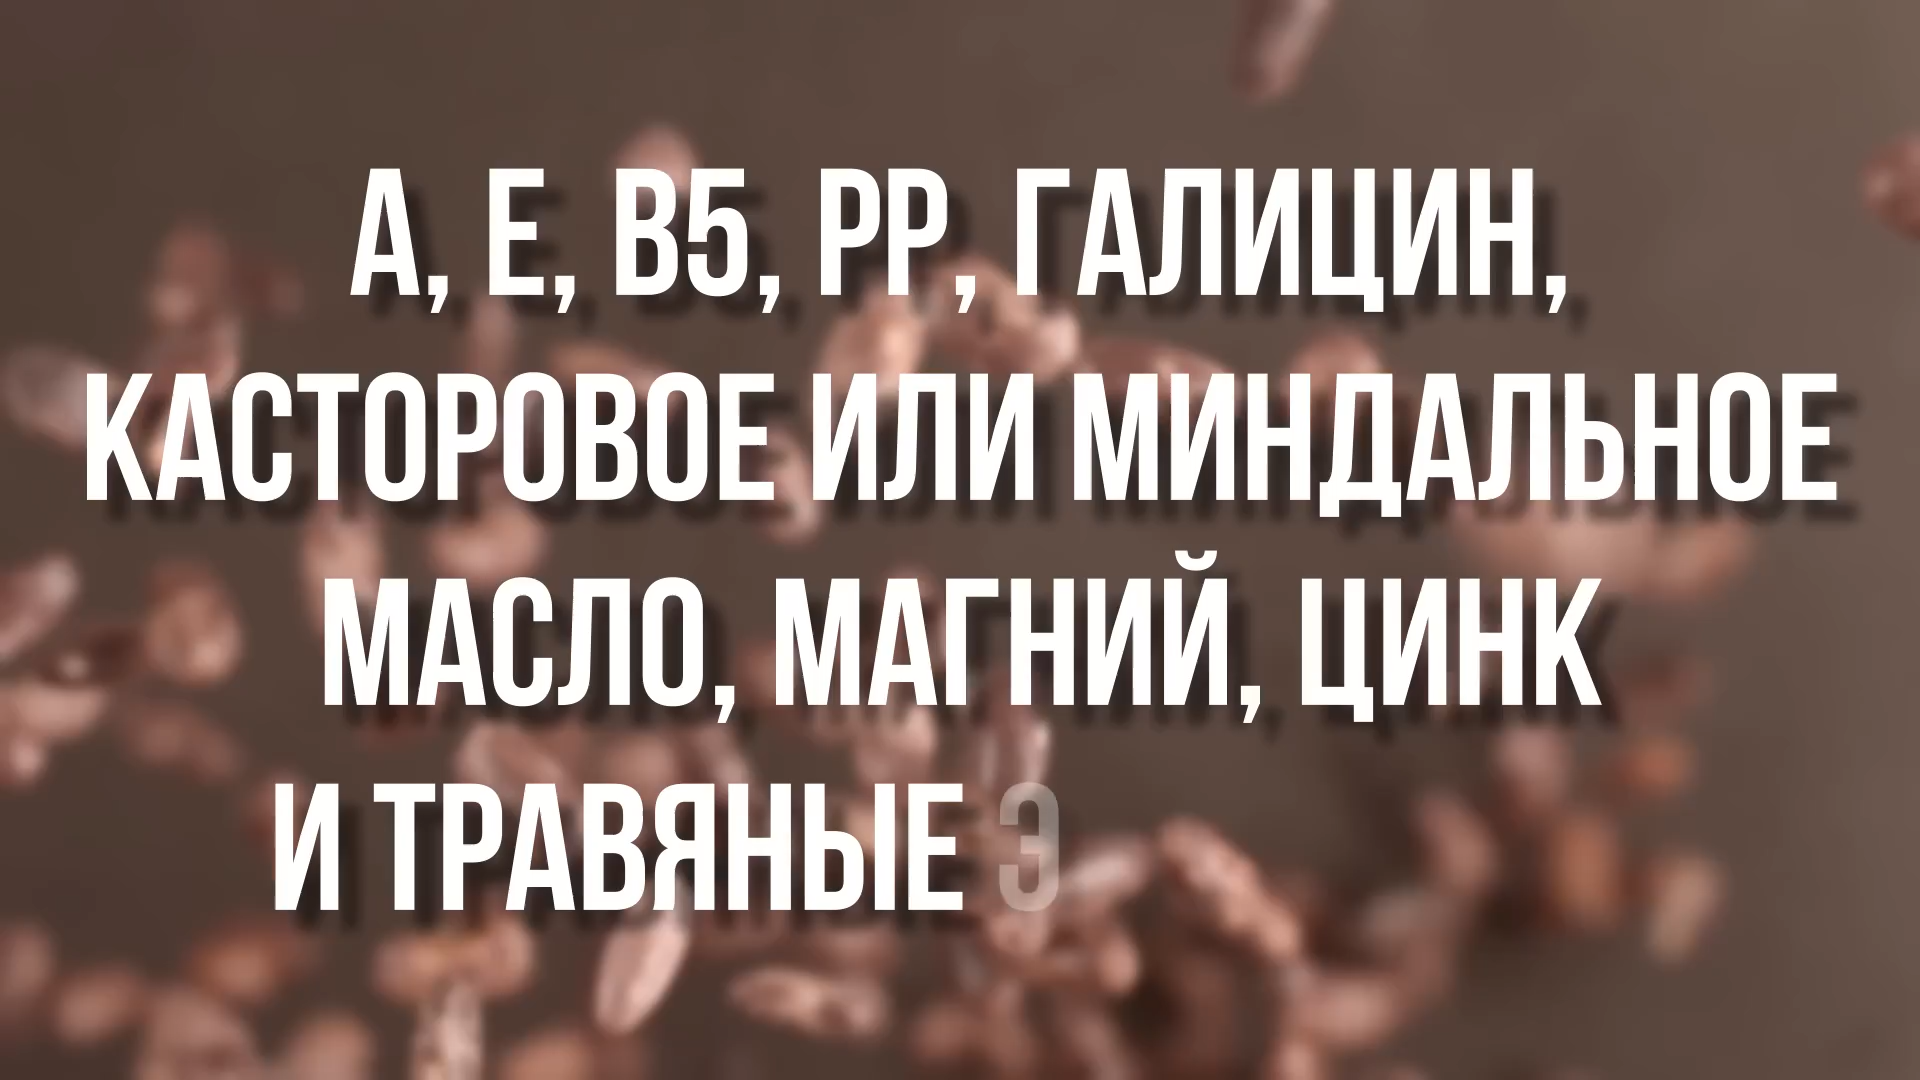 А, Е, В5, РР, ГАЛИЦИН,
КАСТОРОВОЕ ИЛИ МИНДАЛЬНОЕ
МАСЛО, МАГНИЙ, ЦИНК
И ТРАВЯНЫЕ Э